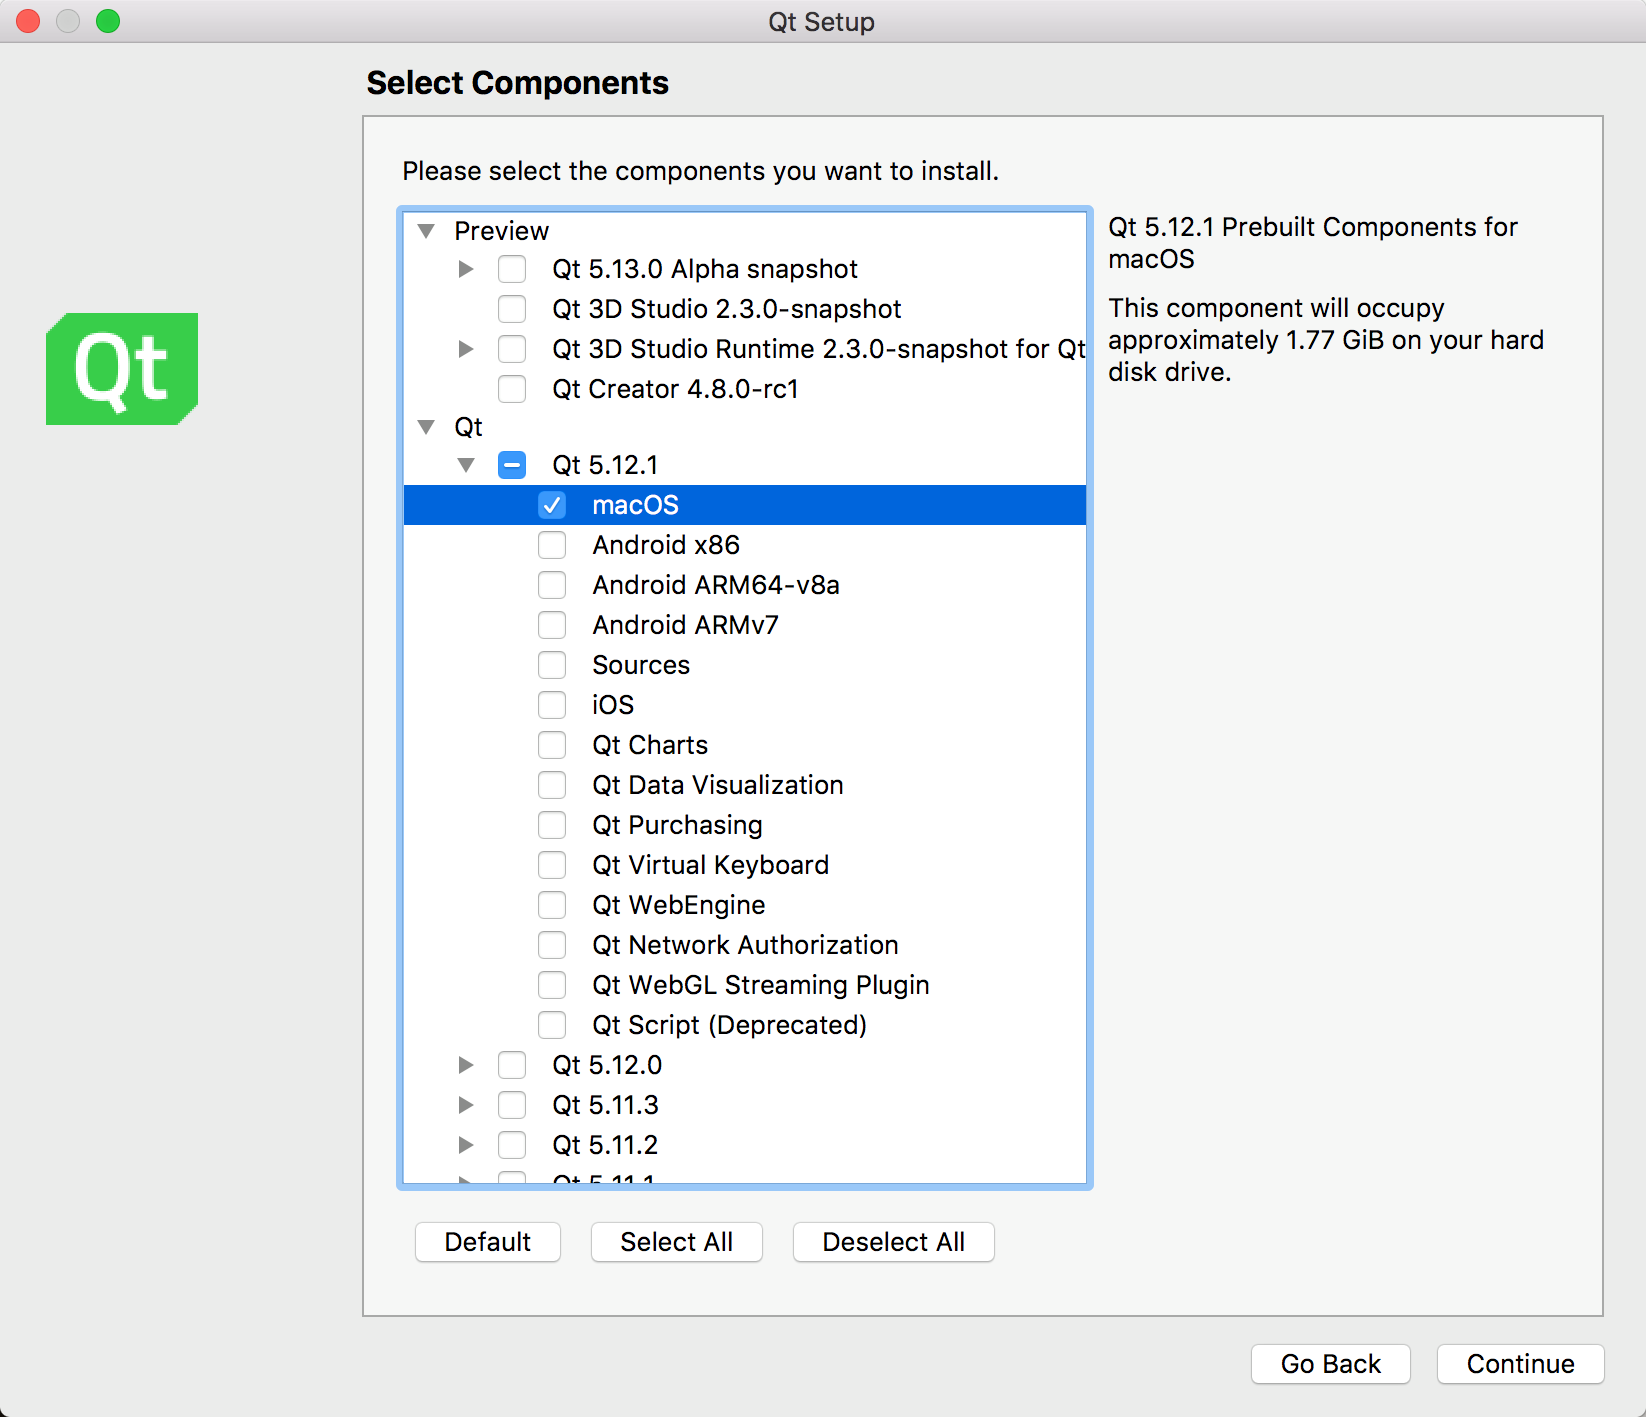 Qt Setup
Select Components
Please select the components you want to install.
Preview
Qt 5.13.0 Alpha snapshot
Qt 3D Studio 2.3.0-snapshot
Qt 3D Studio Runtime 2.3.0-snapshot for Qt
Qt Creator 4.8.0-rc1
Qt
Qt 5.12.1
macOS
Android x86
Android ARM64-v8a
Android ARMv7
Sources
iOS
Qt Charts
Qt Data Visualization
Qt Purchasing
Qt Virtual Keyboard
Qt WebEngine
Qt Network Authorization
Qt WebGL Streaming Plugin
Qt Script (Deprecated)
Qt 5.12.0
Qt 5.11.3
Qt 5.11.2
Qt 5.11.1
Qt 5.12.1 Prebuilt Components for
macOS
This component will occupy
approximately 1.77 GiB on your hard
disk drive.
Qt
Default
Select All
Deselect All
Go Back
Continue